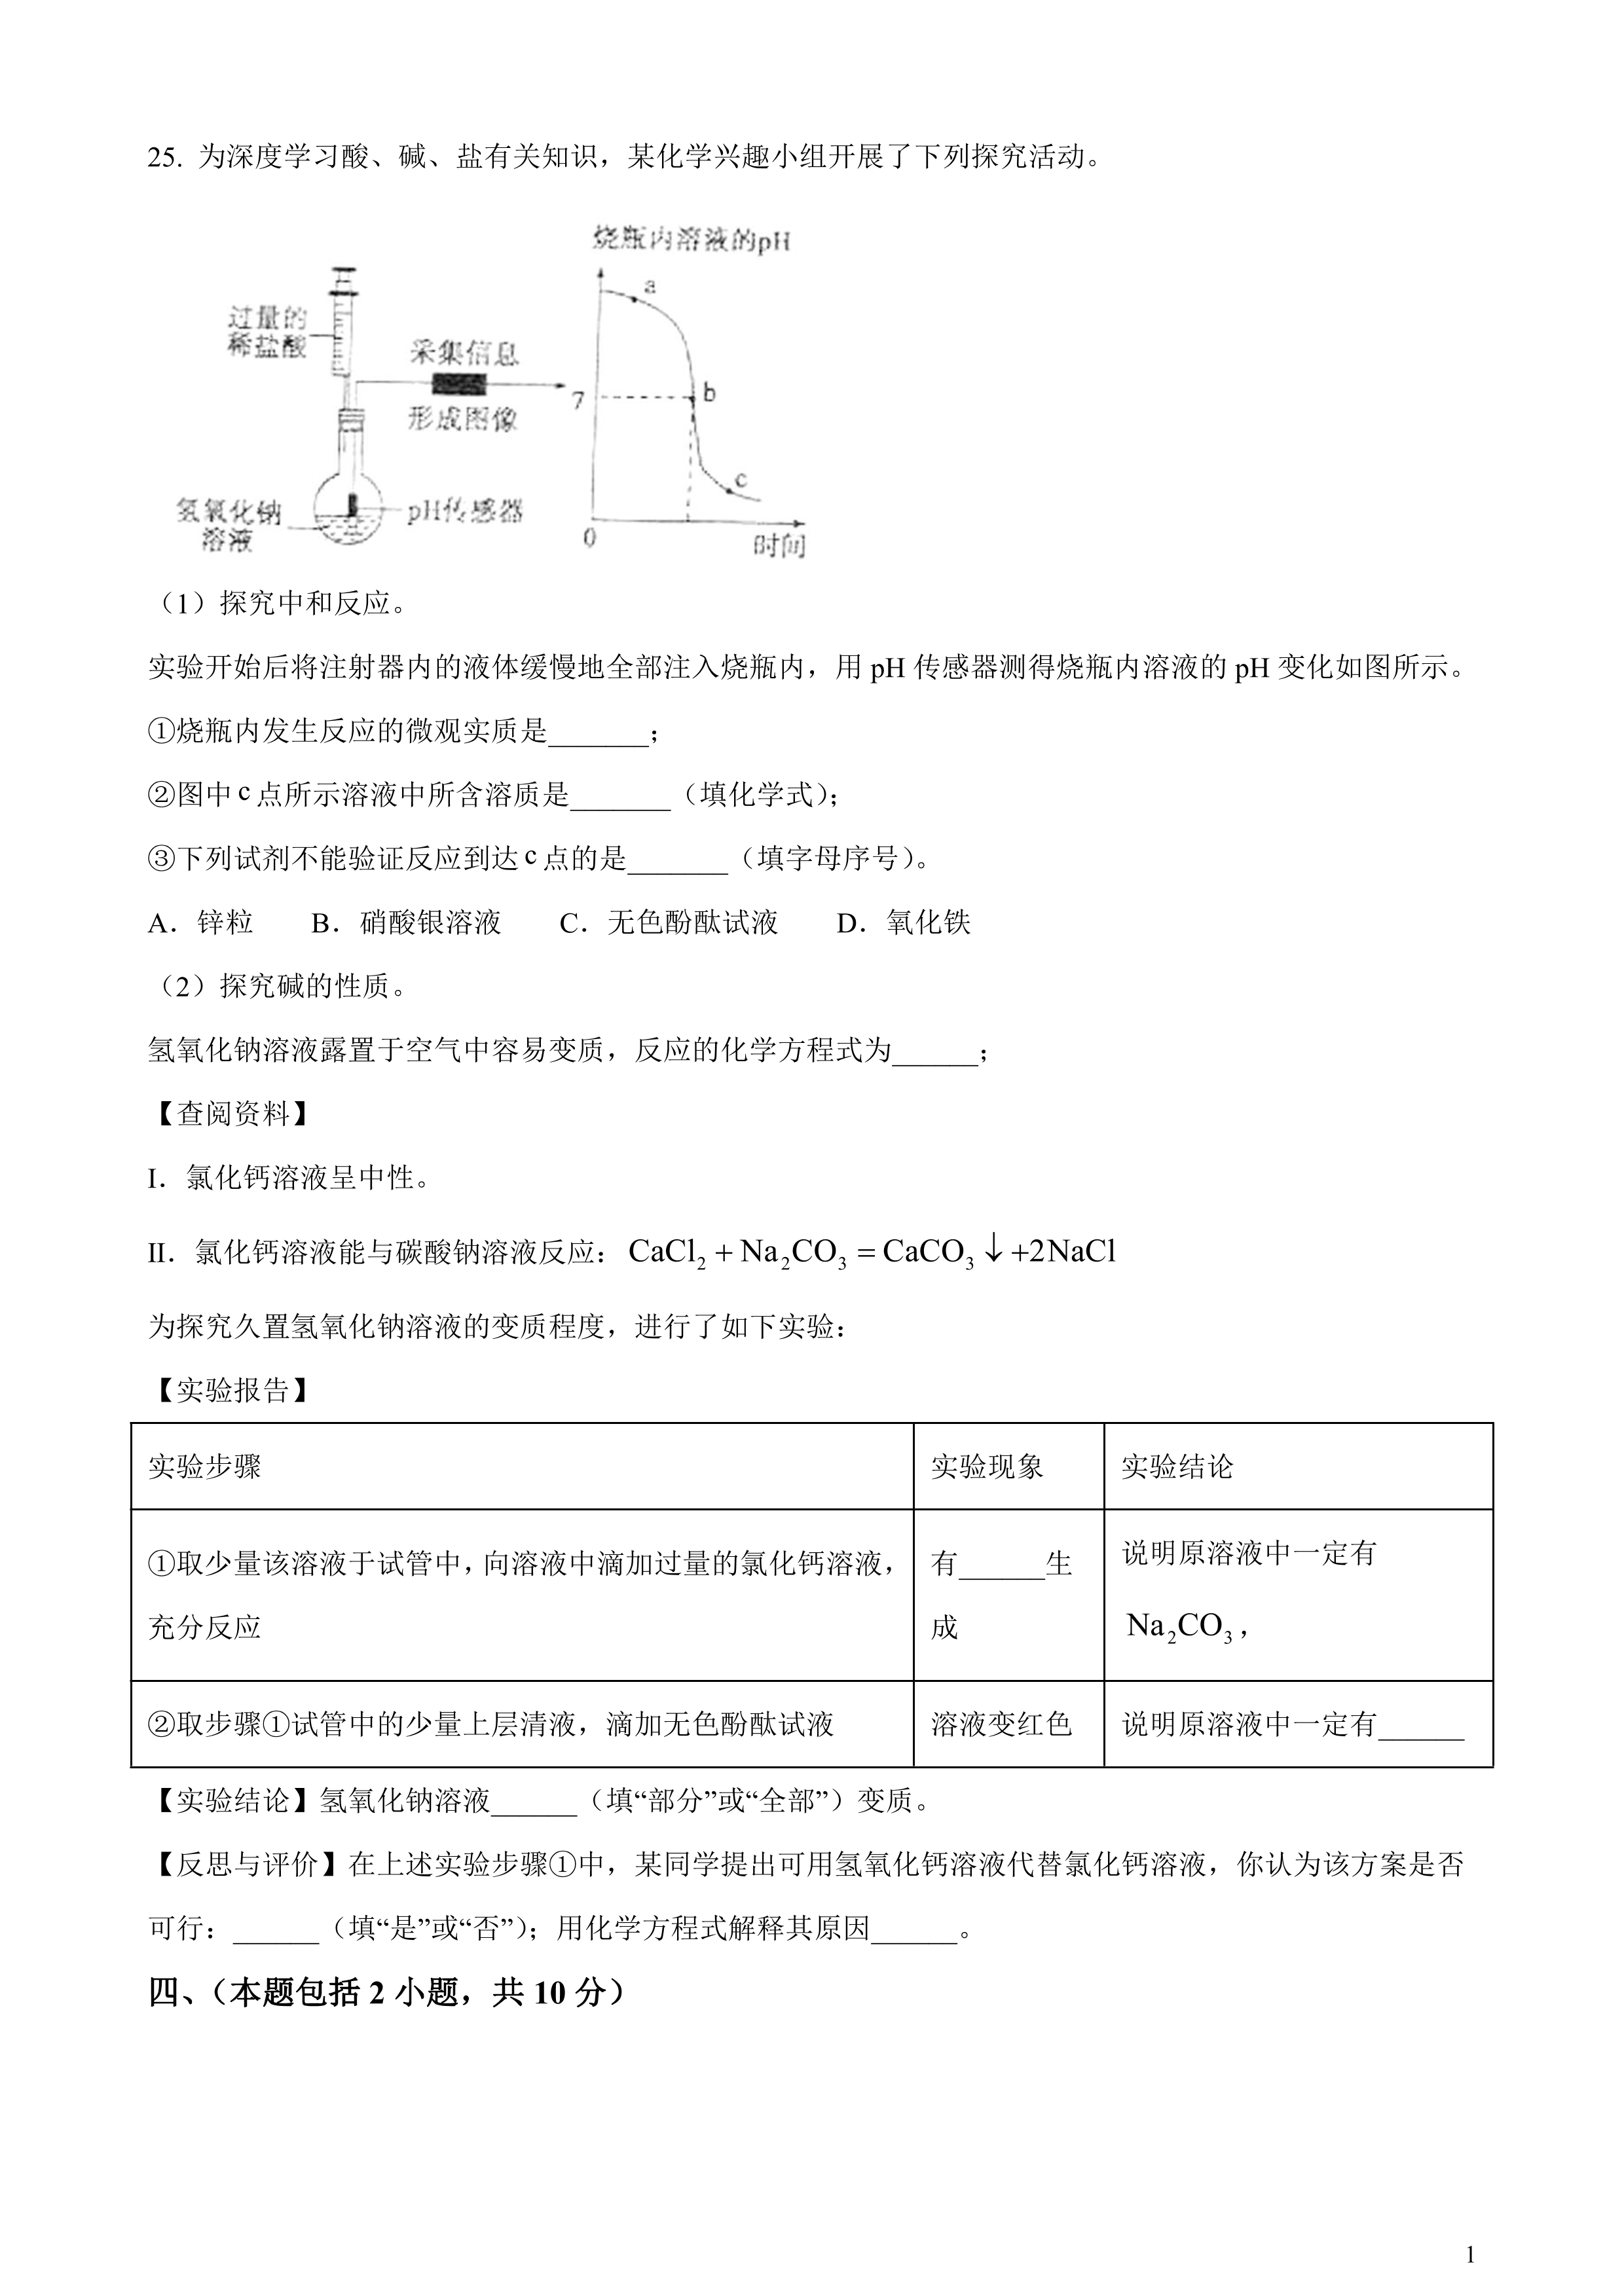 25. 为深度学习酸、碱、盐有关知识，某化学兴趣小组开展了下列探究活动。
烧瓶内溶液的pH
过量的
稀盐酸
采集信息
形成图像
氢氧化钠
溶液
pH传感器
a
7
b
c
0
时间
（1）探究中和反应。
实验开始后将注射器内的液体缓慢地全部注入烧瓶内，用 pH 传感器测得烧瓶内溶液的 pH 变化如图所示。
①烧瓶内发生反应的微观实质是_______；
②图中 c 点所示溶液中所含溶质是_______（填化学式）；
③下列试剂不能验证反应到达 c 点的是_______（填字母序号）。
A．锌粒 B．硝酸银溶液 C．无色酚酞试液 D．氧化铁
（2）探究碱的性质。
氢氧化钠溶液露置于空气中容易变质，反应的化学方程式为______；
【查阅资料】
I．氯化钙溶液呈中性。
II．氯化钙溶液能与碳酸钠溶液反应：CaCl₂ + Na₂CO₃ = CaCO₃ ↓ +2NaCl
为探究久置氢氧化钠溶液的变质程度，进行了如下实验：
【实验报告】
实验步骤 实验现象 实验结论
①取少量该溶液于试管中，向溶液中滴加过量的氯化钙溶液，
充分反应
有______生
成
说明原溶液中一定有
Na₂CO₃，
②取步骤①试管中的少量上层清液，滴加无色酚酞试液 溶液变红色 说明原溶液中一定有______
【实验结论】氢氧化钠溶液______（填“部分”或“全部”）变质。
【反思与评价】在上述实验步骤①中，某同学提出可用氢氧化钙溶液代替氯化钙溶液，你认为该方案是否
可行：______（填“是”或“否”）；用化学方程式解释其原因______。
四、（本题包括 2 小题，共 10 分）
1